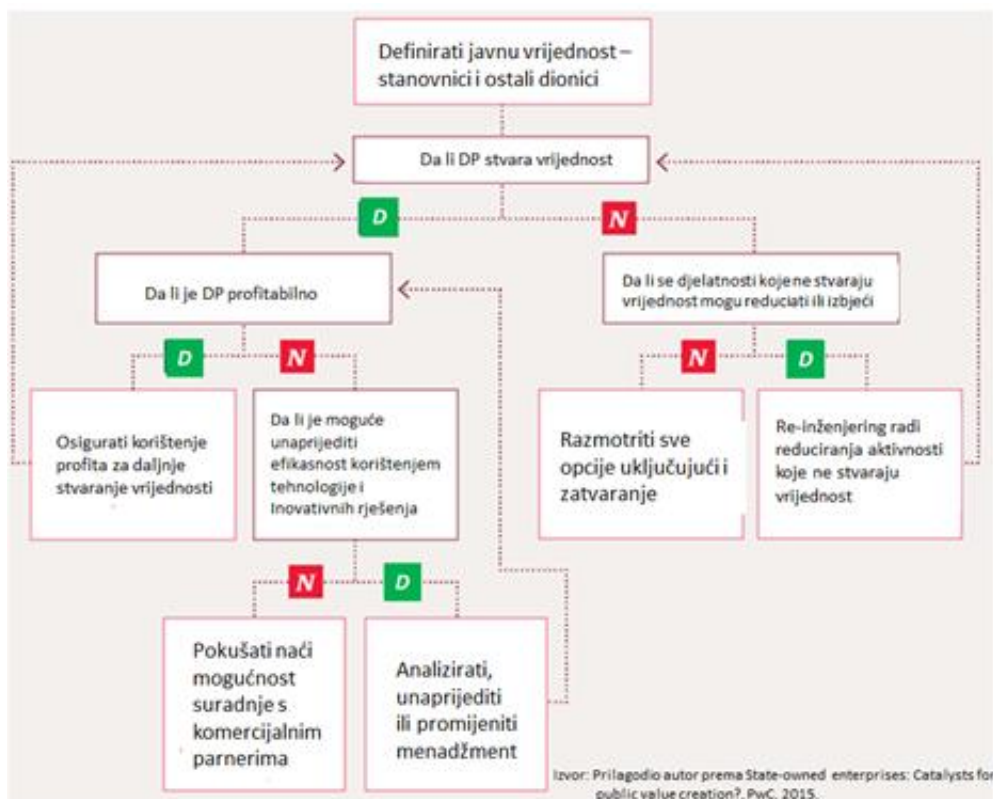 Definirati javnu vrijednost –
stanovnici i ostali dionici
Da li DP stvara vrijednost
D
N
Da li je DP profitabilno
Da li se djelatnosti koje ne stvaraju
vrijednost mogu reduciati ili izbjeći
D
N
N
D
Osigurati korištenje
profita za daljnje
stvaranje vrijednosti
Da li je moguće
unaprijediti
efikasnost korištenjem
tehnologije i
Inovativnih rješenja
Razmotriti sve
opcije uključujući i
zatvaranje
Re-inženjering radi
reduciranja aktivnosti
koje ne stvaraju
vrijednost
N
D
Pokušati naći
mogućnost
suradnje s
komercijalnim
parnerima
Analizirati,
unaprijediti
ili promijeniti
menadžment
Izvor: Prilagodio autor prema State-owned enterprises: Catalysts for
public value creation?, PwC, 2015.